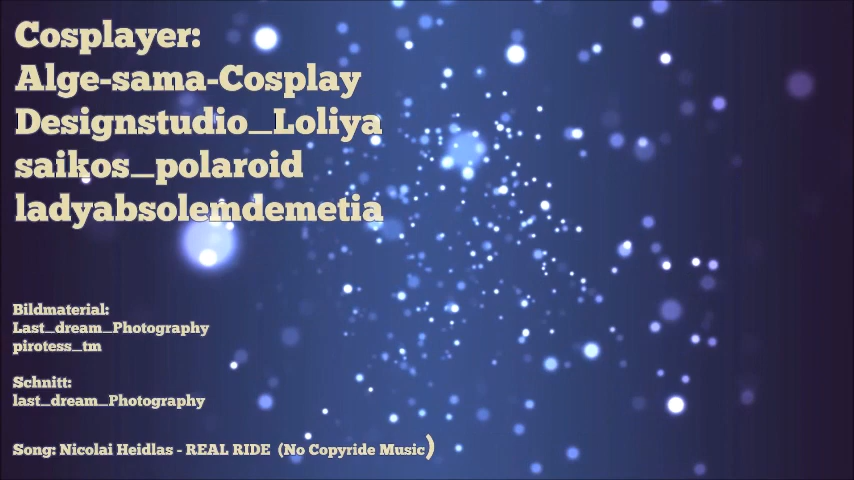 Cosplayer:
Alge-sama-Cosplay
Designstudio_Loliya
saikos_polaroid
ladyabsolemdemetia
Bildmaterial:
Last_dream_Photography
pirotess_tm
Schnitt:
last_dream_Photography
Song: Nicolai Heidlas - REAL RIDE (No Copyride Music)